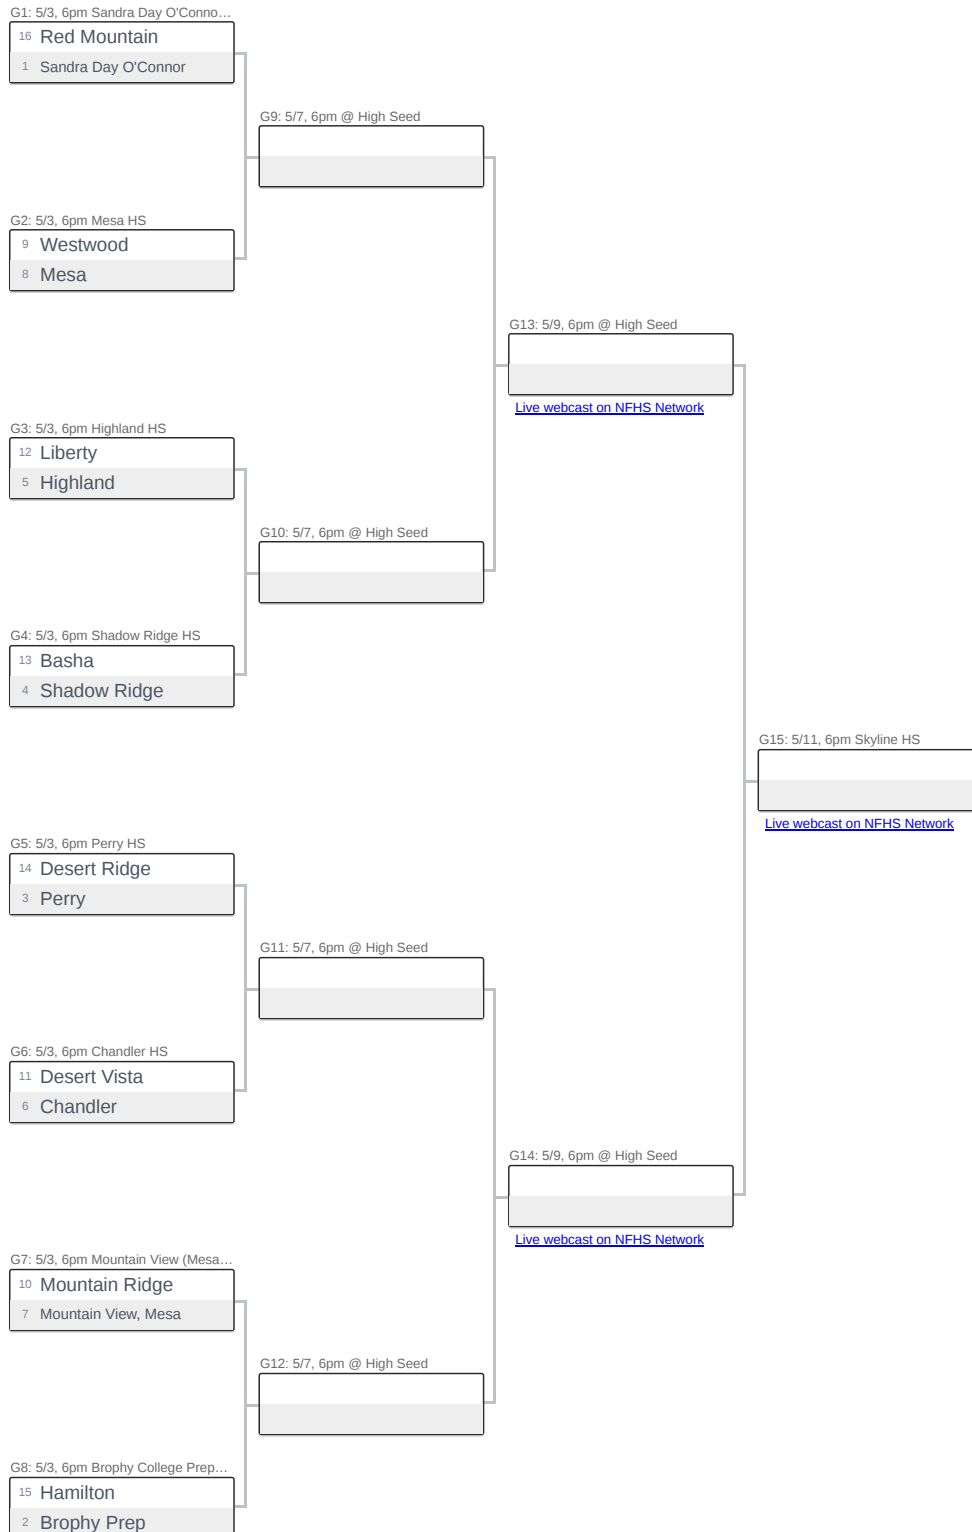 G1: 5/3, 6pm Sandra Day O'Conno…
16 Red Mountain
1 Sandra Day O'Connor
G9: 5/7, 6pm @ High Seed
G2: 5/3, 6pm Mesa HS
9 Westwood
8 Mesa
G13: 5/9, 6pm @ High Seed
Live webcast on NFHS Network
G3: 5/3, 6pm Highland HS
12 Liberty
5 Highland
G10: 5/7, 6pm @ High Seed
G4: 5/3, 6pm Shadow Ridge HS
13 Basha
4 Shadow Ridge
G15: 5/11, 6pm Skyline HS
Live webcast on NFHS Network
G5: 5/3, 6pm Perry HS
14 Desert Ridge
3 Perry
G11: 5/7, 6pm @ High Seed
G6: 5/3, 6pm Chandler HS
11 Desert Vista
6 Chandler
G14: 5/9, 6pm @ High Seed
Live webcast on NFHS Network
G7: 5/3, 6pm Mountain View (Mesa…
10 Mountain Ridge
7 Mountain View, Mesa
G12: 5/7, 6pm @ High Seed
G8: 5/3, 6pm Brophy College Prep…
15 Hamilton
2 Brophy Prep